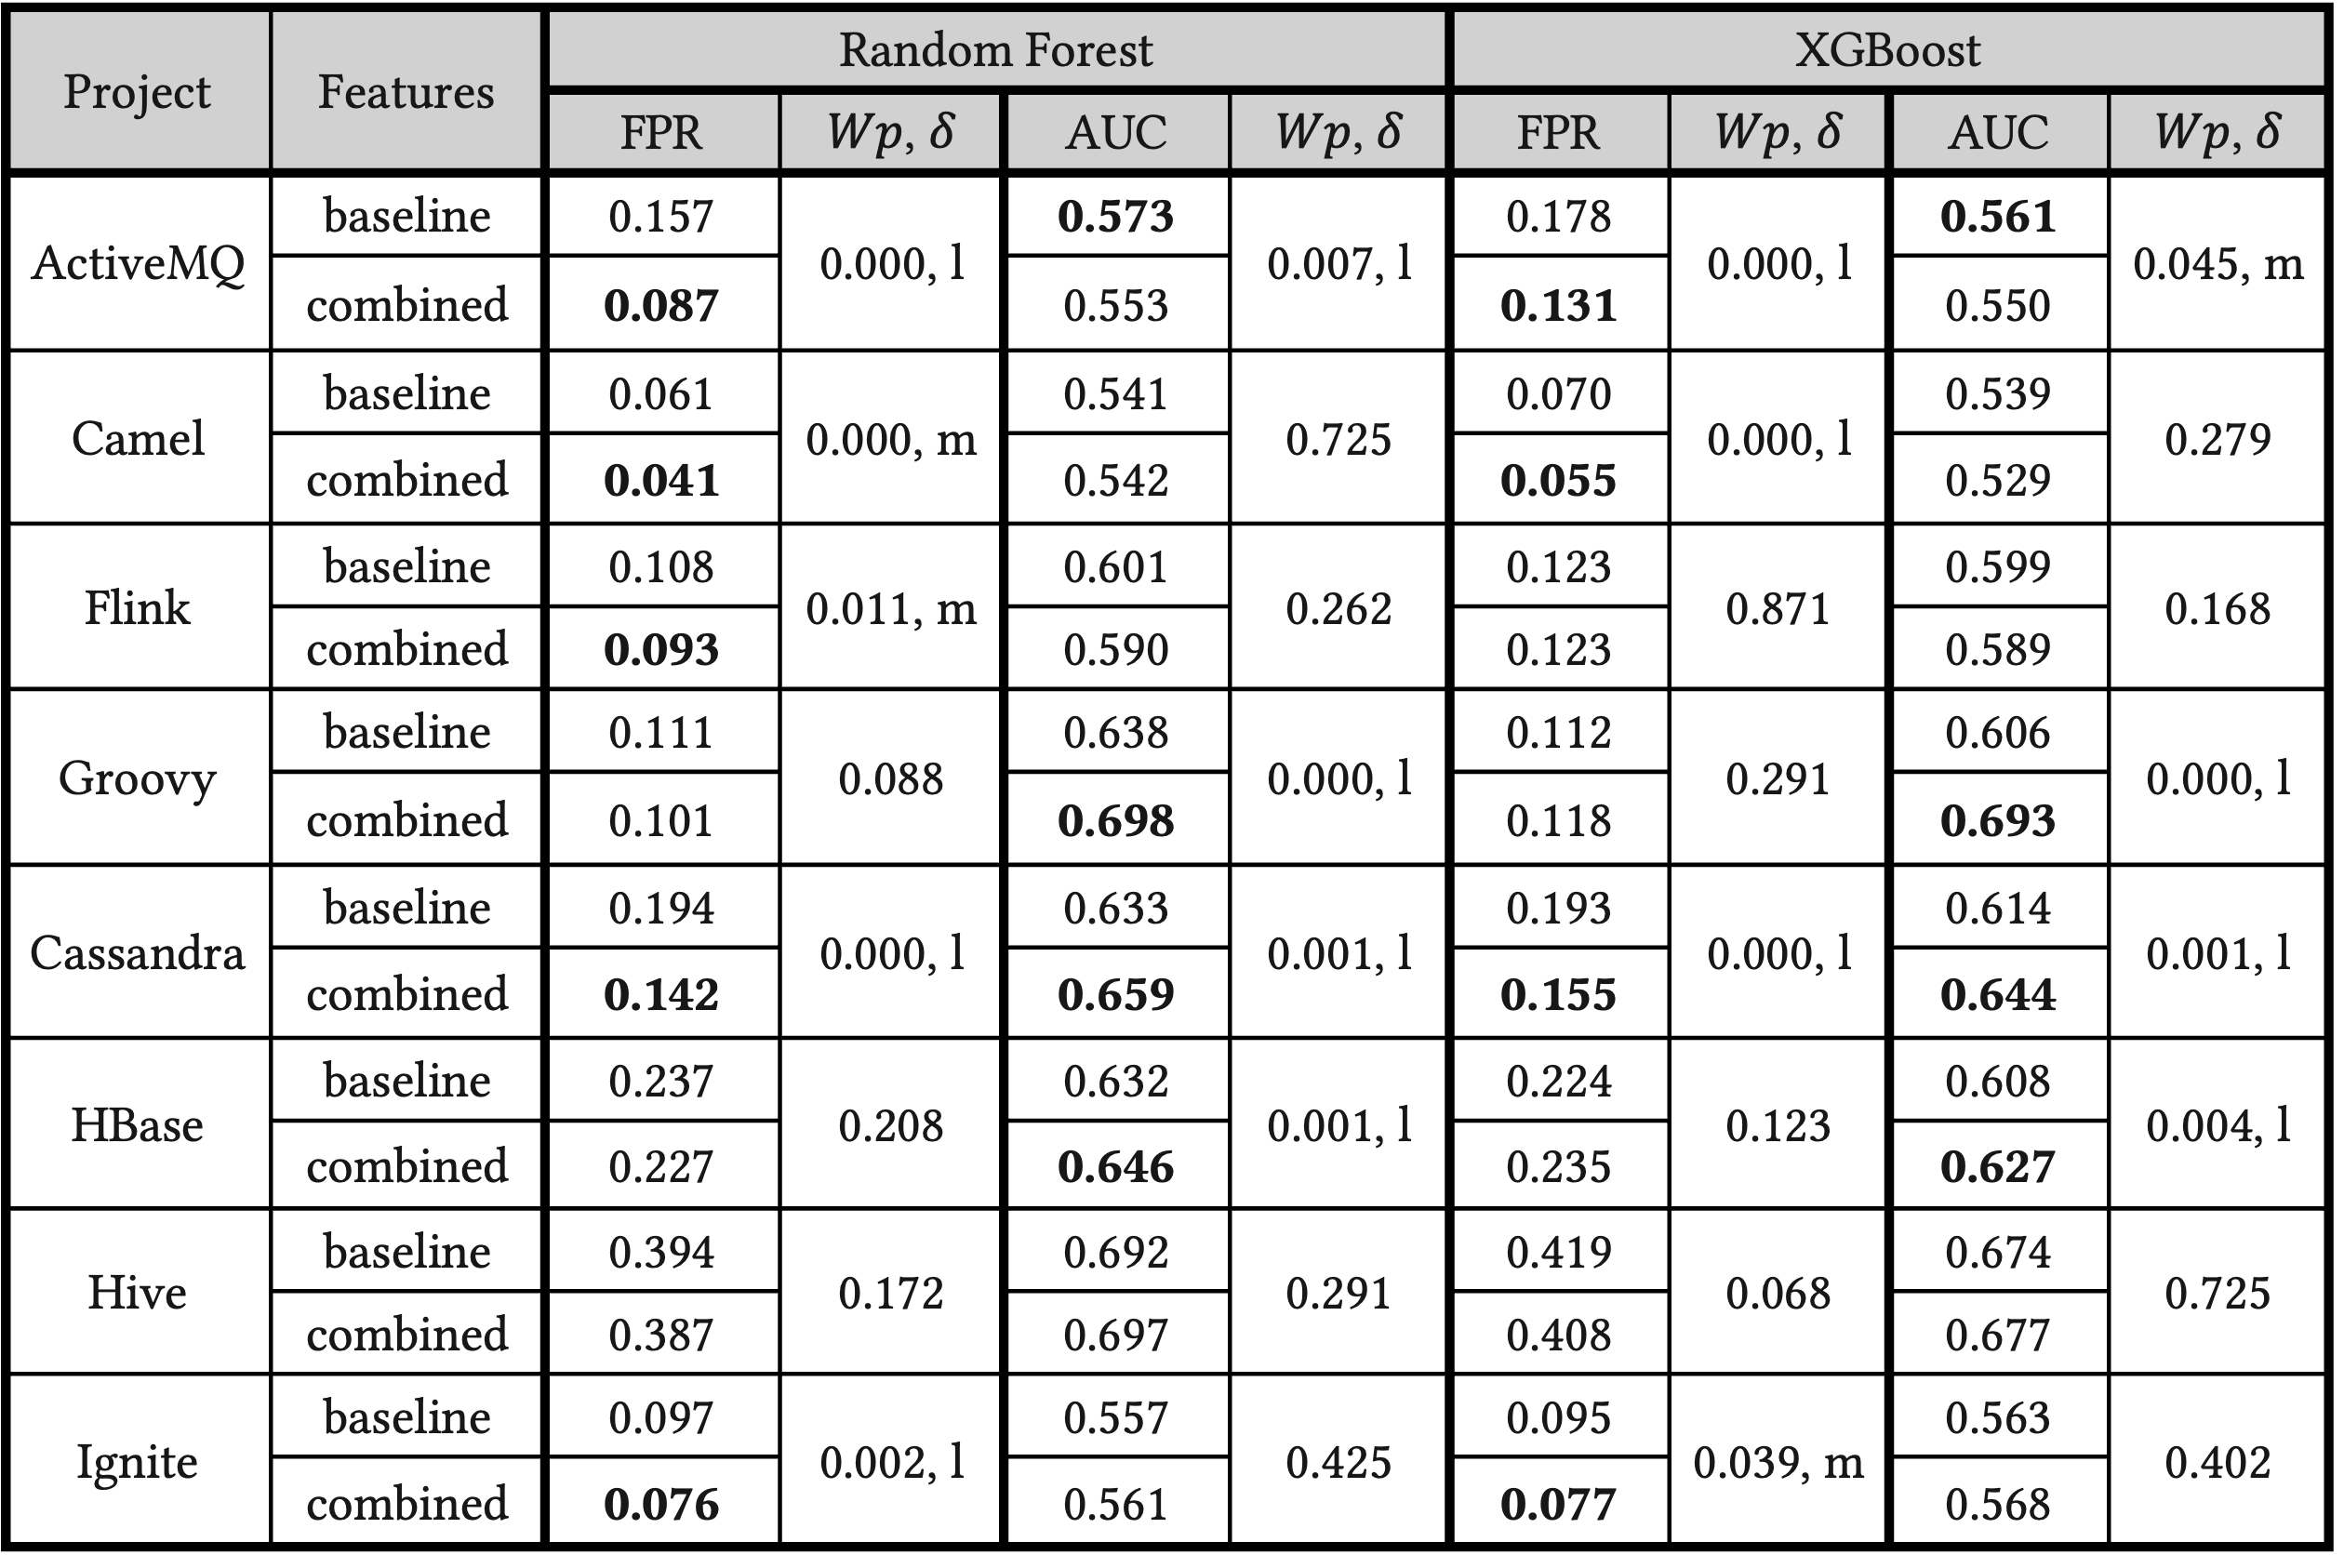 Project Features Random Forest XGBoost
FPR Wp, δ AUC Wp, δ FPR Wp, δ AUC Wp, δ
ActiveMQ baseline 0.157 0.000, l 0.573 0.007, l 0.178 0.000, l 0.561 0.045, m
combined 0.087 0.553 0.131 0.550
Camel baseline 0.061 0.000, m 0.541 0.725 0.070 0.000, l 0.539 0.279
combined 0.041 0.542 0.055 0.529
Flink baseline 0.108 0.011, m 0.601 0.262 0.123 0.871 0.599 0.168
combined 0.093 0.590 0.123 0.589
Groovy baseline 0.111 0.088 0.638 0.000, l 0.112 0.291 0.606 0.000, l
combined 0.101 0.698 0.118 0.693
Cassandra baseline 0.194 0.000, l 0.633 0.001, l 0.193 0.000, l 0.614 0.001, l
combined 0.142 0.659 0.155 0.644
HBase baseline 0.237 0.208 0.632 0.001, l 0.224 0.123 0.608 0.004, l
combined 0.227 0.646 0.235 0.627
Hive baseline 0.394 0.172 0.692 0.291 0.419 0.068 0.674 0.725
combined 0.387 0.697 0.408 0.677
Ignite baseline 0.097 0.002, l 0.557 0.425 0.095 0.039, m 0.563 0.402
combined 0.076 0.561 0.077 0.568